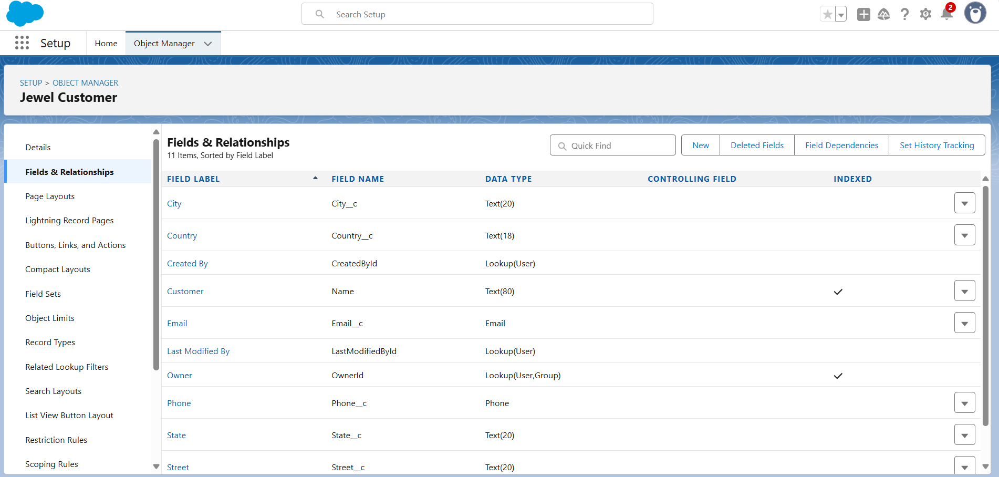 Search Setup
2
Setup
Home
Object Manager
SETUP > OBJECT MANAGER
Jewel Customer
Details
Fields & Relationships
Page Layouts
Lightning Record Pages
Buttons, Links, and Actions
Compact Layouts
Field Sets
Object Limits
Record Types
Related Lookup Filters
Search Layouts
List View Button Layout
Restriction Rules
Scoping Rules
Fields & Relationships
11 Items, Sorted by Field Label
Quick Find
New Deleted Fields Field Dependencies Set History Tracking
FIELD LABEL FIELD NAME DATA TYPE CONTROLLING FIELD INDEXED
City City__c Text(20)
Country Country__c Text(18)
Created By CreatedById Lookup(User)
Customer Name Text(80)
Email Email__c Email
Last Modified By LastModifiedById Lookup(User)
Owner OwnerId Lookup(User,Group)
Phone Phone__c Phone
State State__c Text(20)
Street Street__c Text(20)